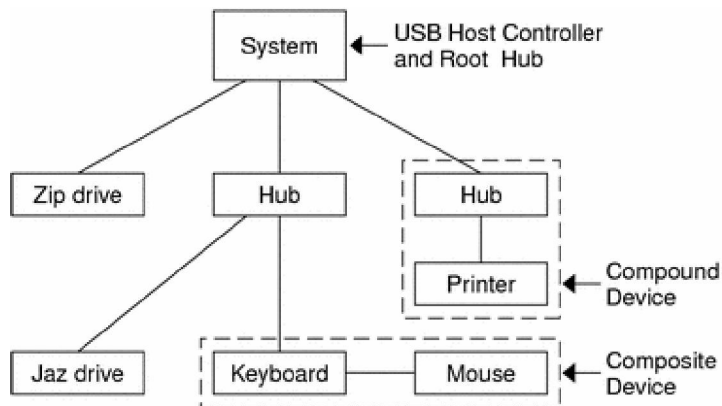 System
USB Host Controller
and Root Hub
Zip drive
Hub
Hub
Printer
Compound
Device
Jaz drive
Keyboard
Mouse
Composite
Device